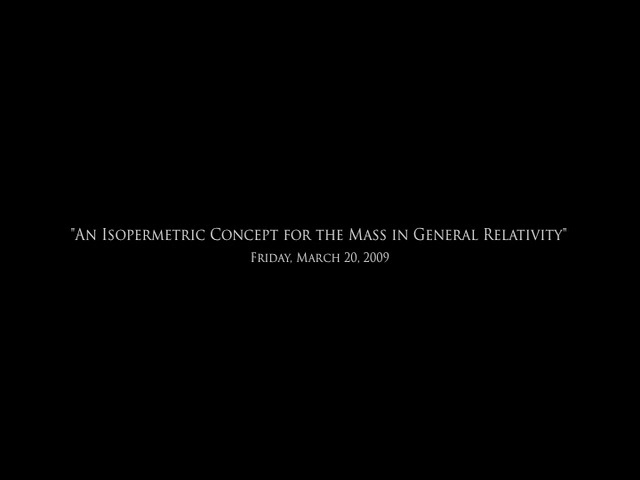 "An Isopermetric Concept for the Mass in General Relativity"
Friday, March 20, 2009